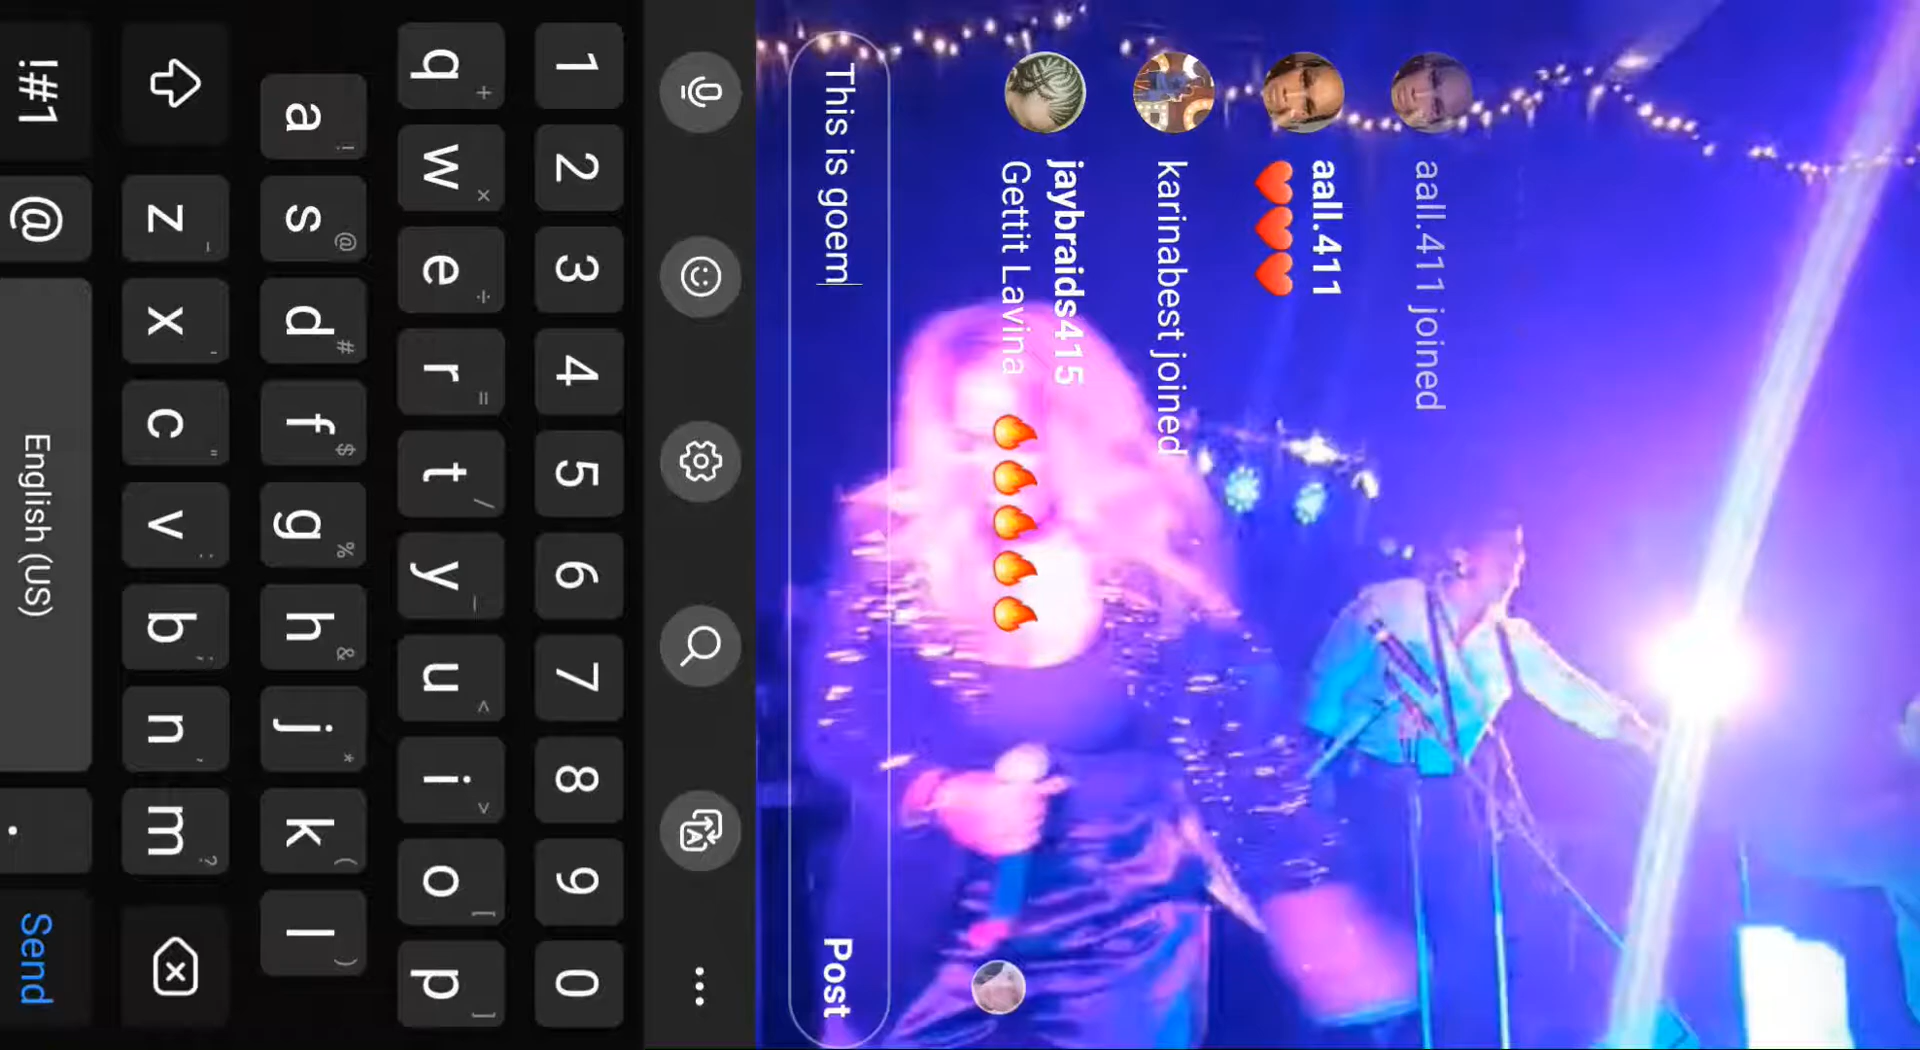 aall.411 joined
aall.411
❤️❤️❤️
karinabest joined
jaybraids415
Gettit Lavina 🔥🔥🔥🔥🔥
This is goem Post
1 2 3 4 5 6 7 8 9 0
q w e r t y u i o p
+ × ÷ = / _ < > [ ]
a s d f g h j k l
! @ # $ % & * ( )
z x c v b n m
- ' " : ; , ?
!#1 @ English (US) . Send